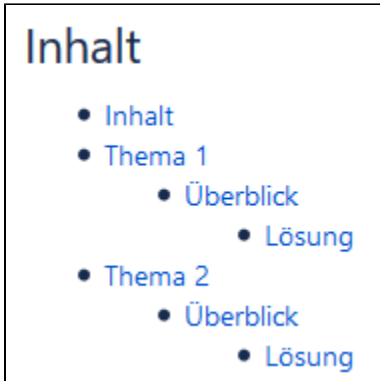 Inhalt
Inhalt
Thema 1
Überblick
Lösung
Thema 2
Überblick
Lösung